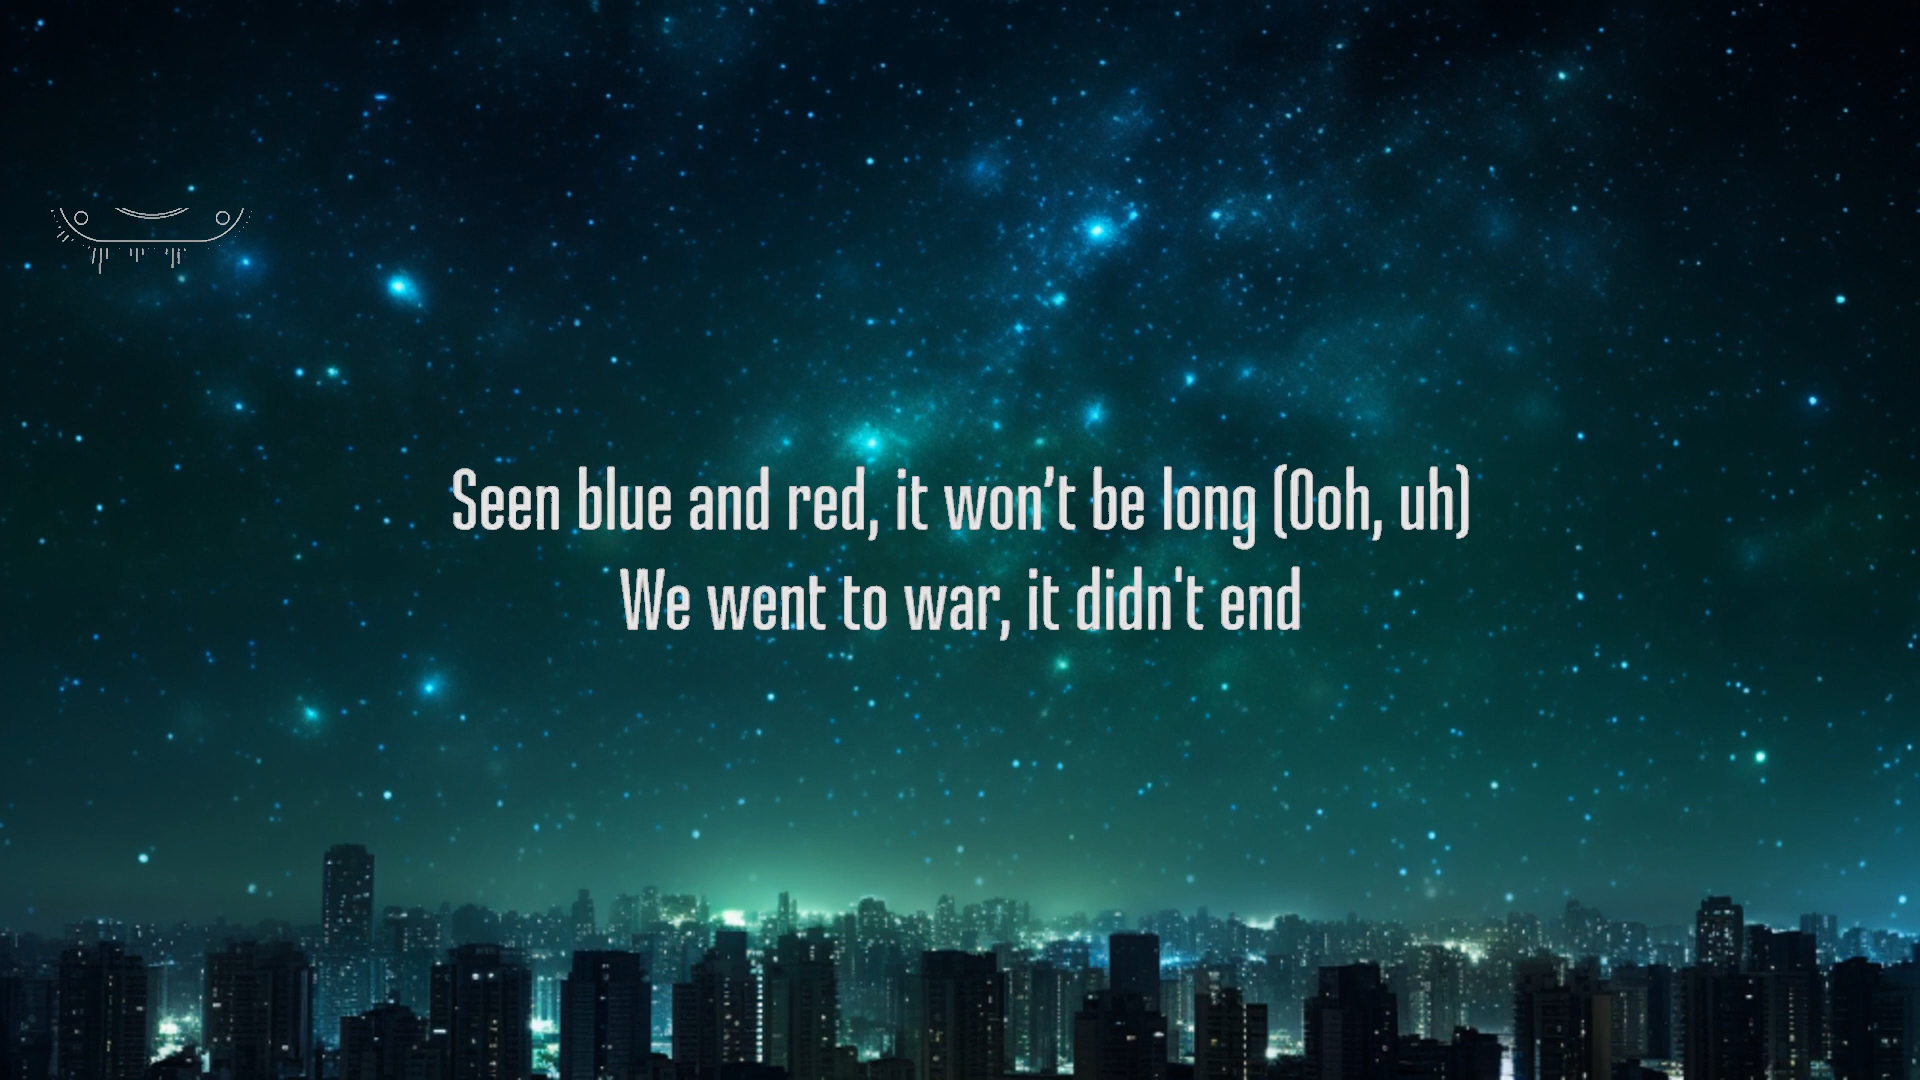 Seen blue and red, it won’t be long (Ooh, uh)
We went to war, it didn't end